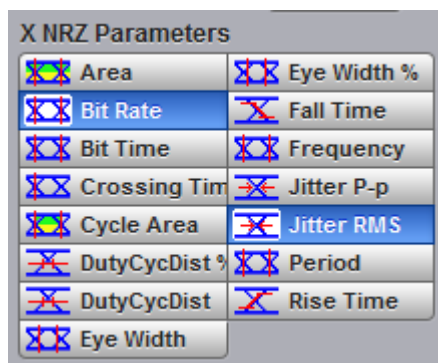 X NRZ Parameters
Area
Eye Width %
Bit Rate
Fall Time
Bit Time
Frequency
Crossing Tim
Jitter P-p
Cycle Area
Jitter RMS
DutyCycDist %
Period
DutyCycDist
Rise Time
Eye Width